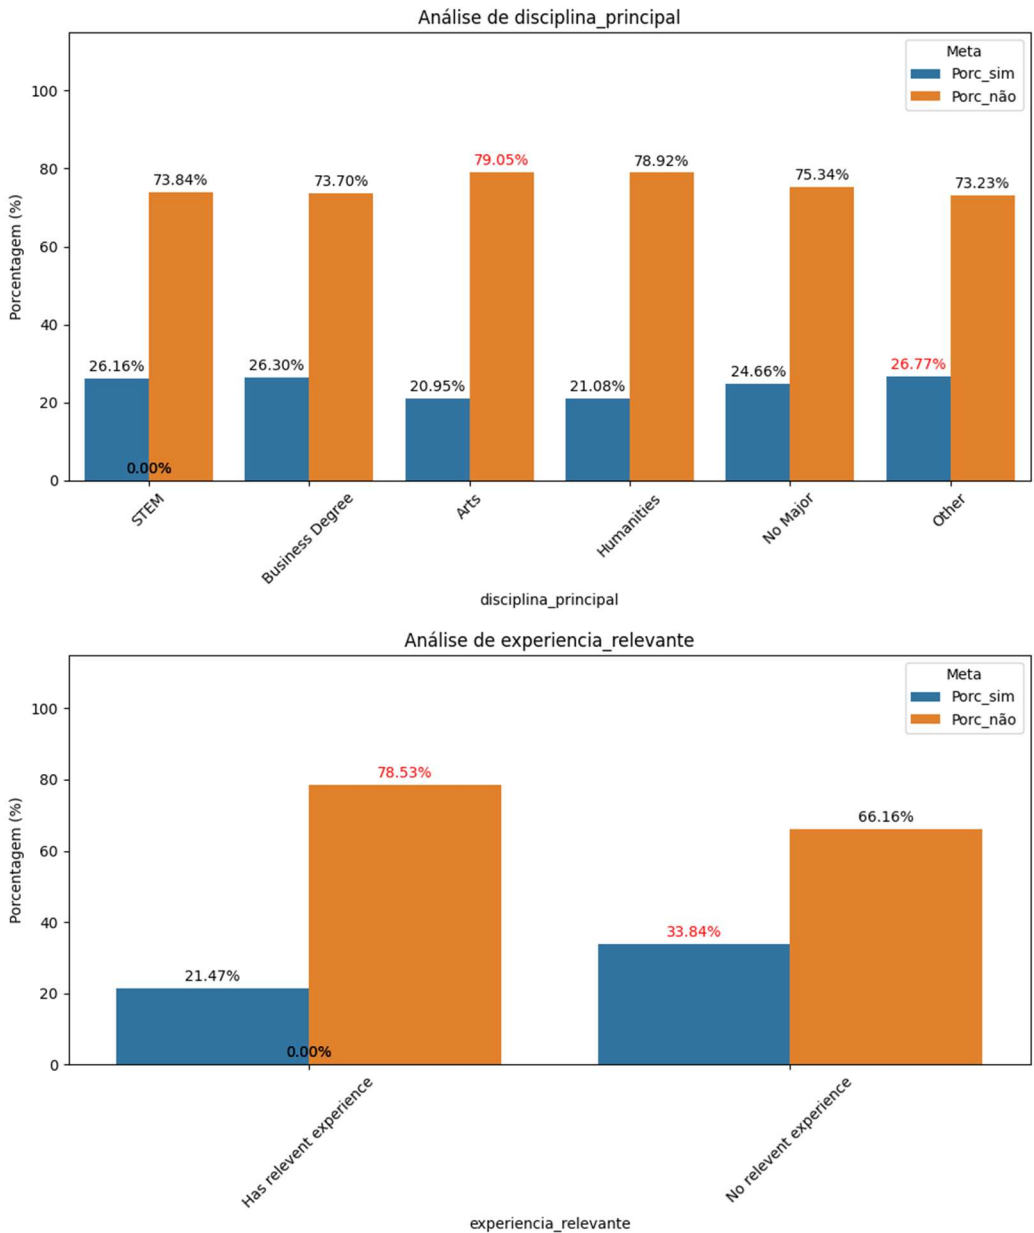 Análise de disciplina_principal
Meta
Porc_sim
Porc_não
Porcentagem (%)
100
80
60
40
20
0
26.16%
73.84%
26.30%
73.70%
20.95%
79.05%
21.08%
78.92%
24.66%
75.34%
26.77%
73.23%
0.00%
STEM
Business Degree
Arts
Humanities
No Major
Other
disciplina_principal
Análise de experiencia_relevante
Meta
Porc_sim
Porc_não
Porcentagem (%)
100
80
60
40
20
0
21.47%
78.53%
33.84%
66.16%
0.00%
Has relevent experience
No relevent experience
experiencia_relevante